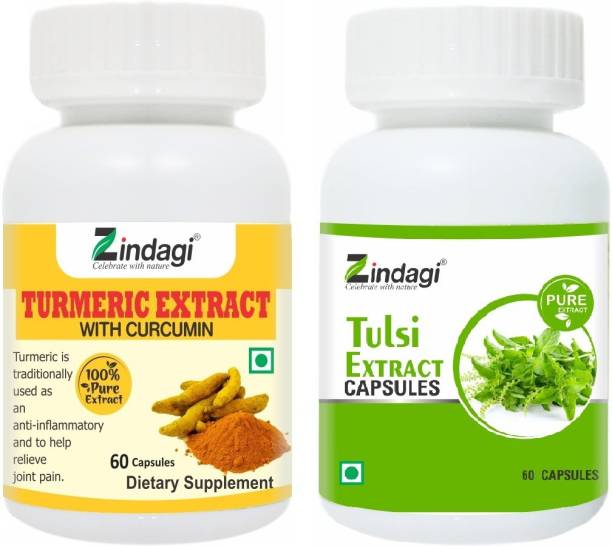 Zindagi®
Celebrate with nature
TURMERIC EXTRACT
WITH CURCUMIN
Turmeric is
traditionally
used as
an
anti-inflammatory
and to help
relieve
joint pain.
100%
Pure
Extract
60 Capsules
Dietary Supplement
Zindagi®
Celebrate with nature
PURE
EXTRACT
Tulsi
EXTRACT
CAPSULES
60 CAPSULES